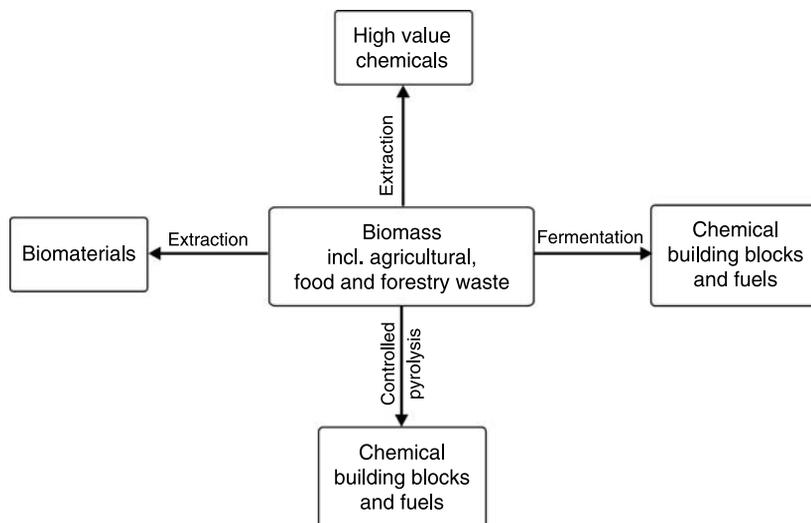 High value
chemicals
Extraction
Biomaterials
Extraction
Biomass
incl. agricultural,
food and forestry waste
Fermentation
Chemical
building blocks
and fuels
Controlled
pyrolysis
Chemical
building blocks
and fuels